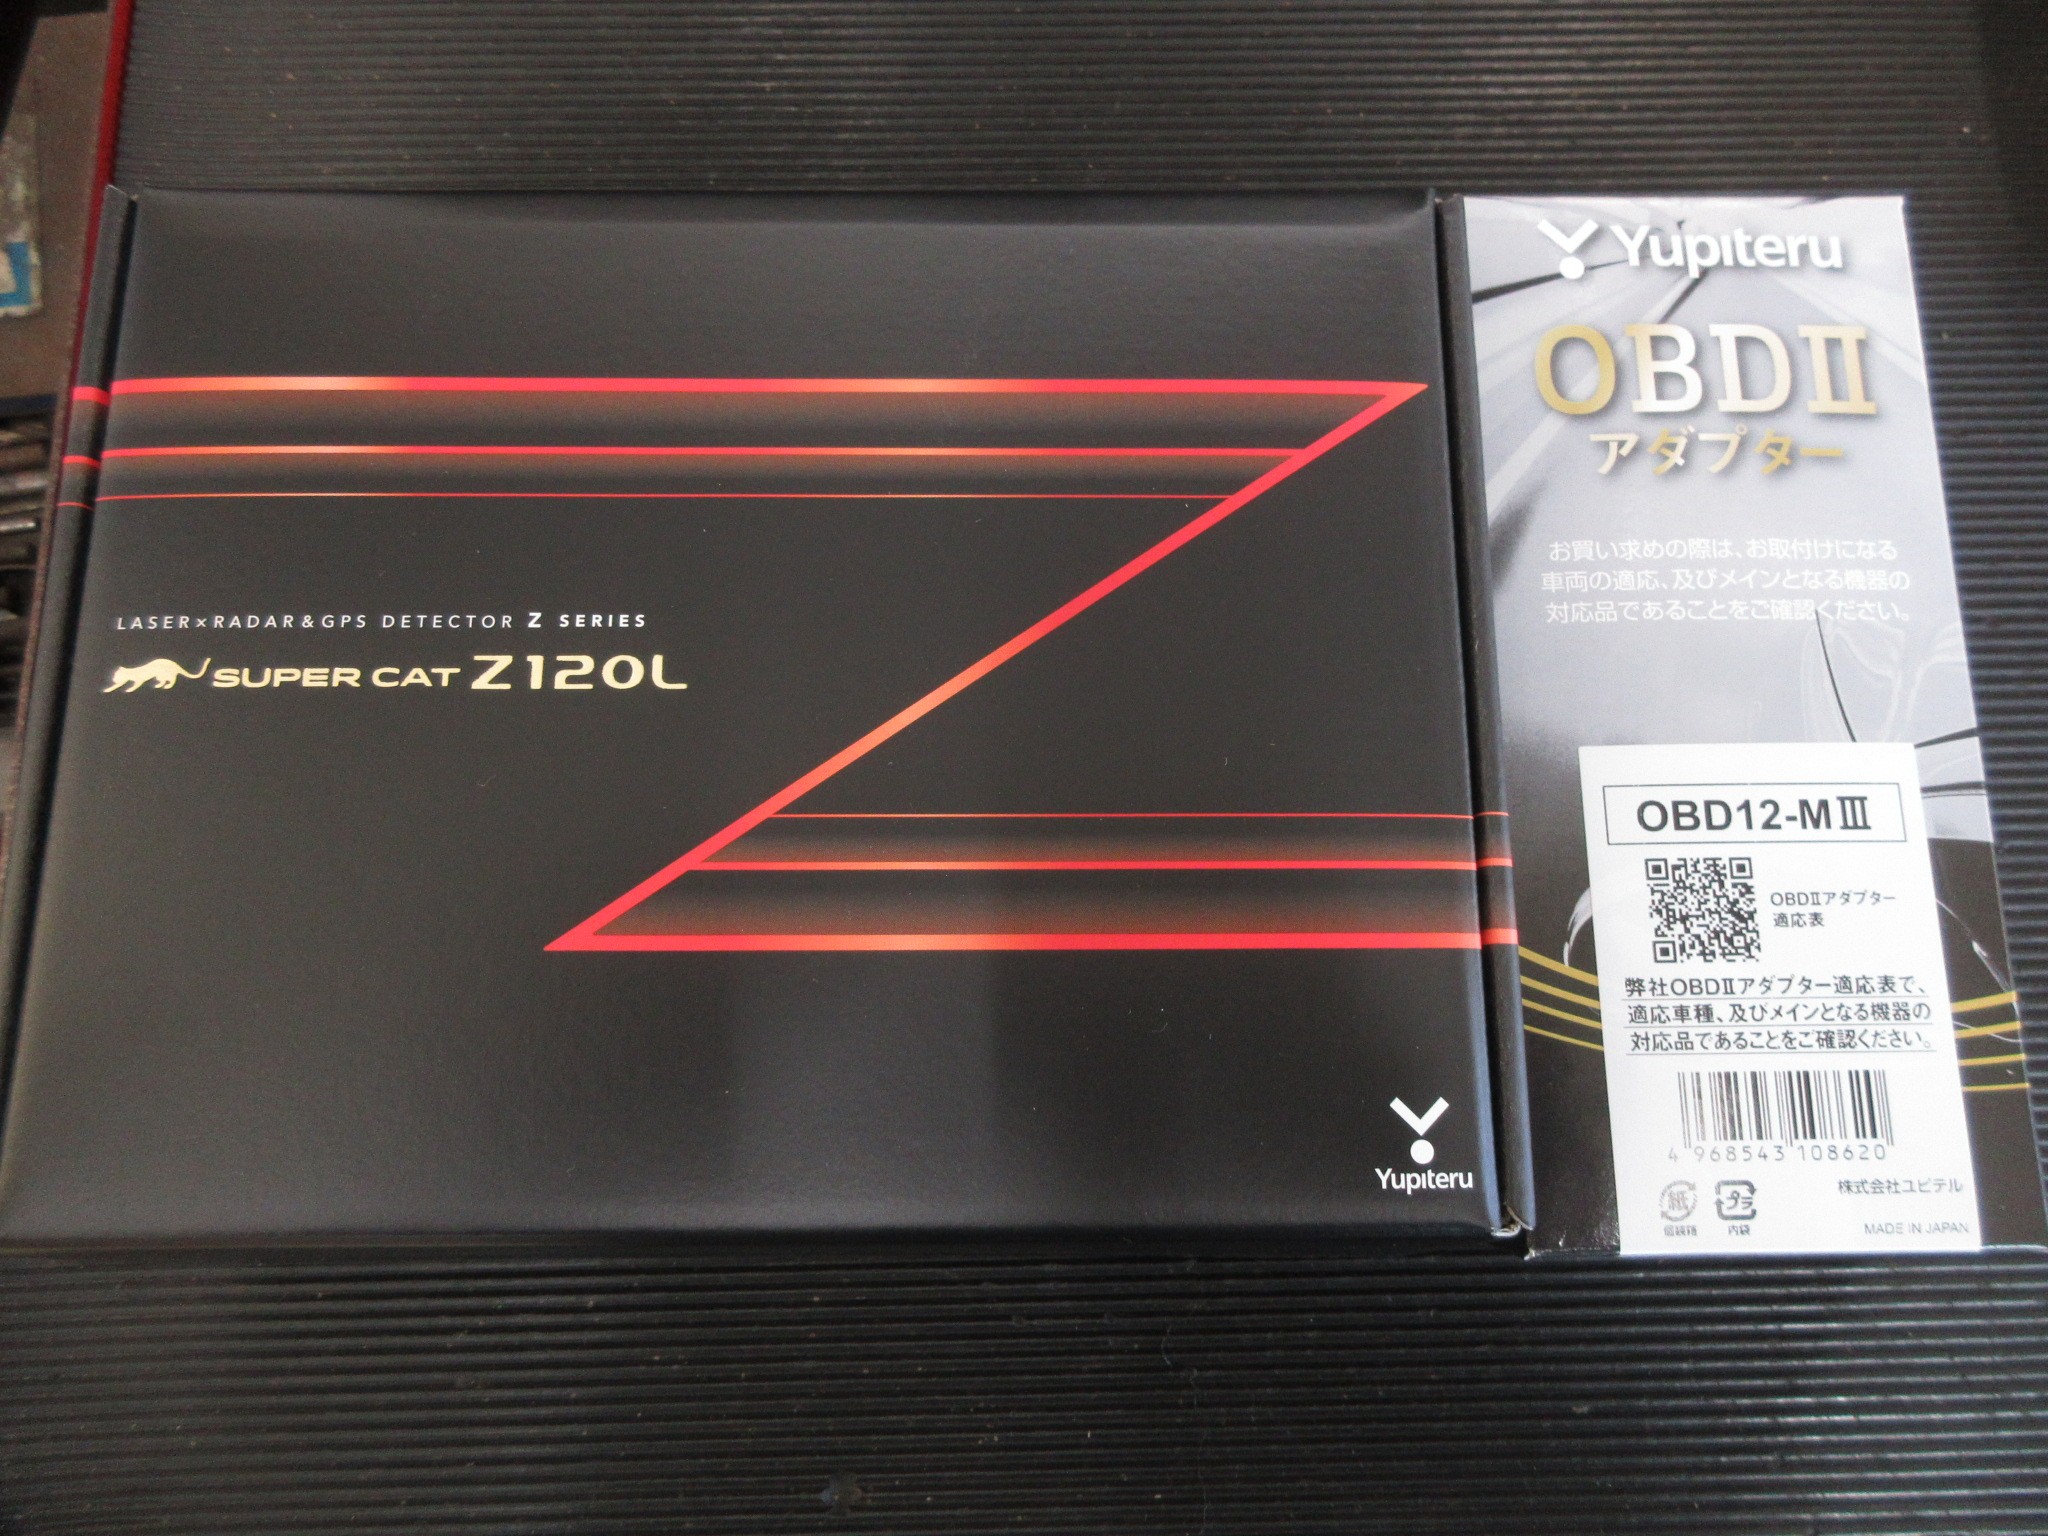 LASER×RADAR&GPS DETECTOR Z SERIES
SUPER CAT Z120L
Yupiteru
Yupiteru
OBDⅡ
アダプター
お買い求めの際は、お取付けになる
車両の適応、及びメインとなる機器の
対応品であることをご確認ください。
OBD12-MⅢ
OBDⅡアダプター
適応表
弊社OBDⅡアダプター適応表で、
適応車種、及びメインとなる機器の
対応品であることをご確認ください。
4 968543 108620
紙
個装箱
プラ
内袋
株式会社ユピテル
MADE IN JAPAN